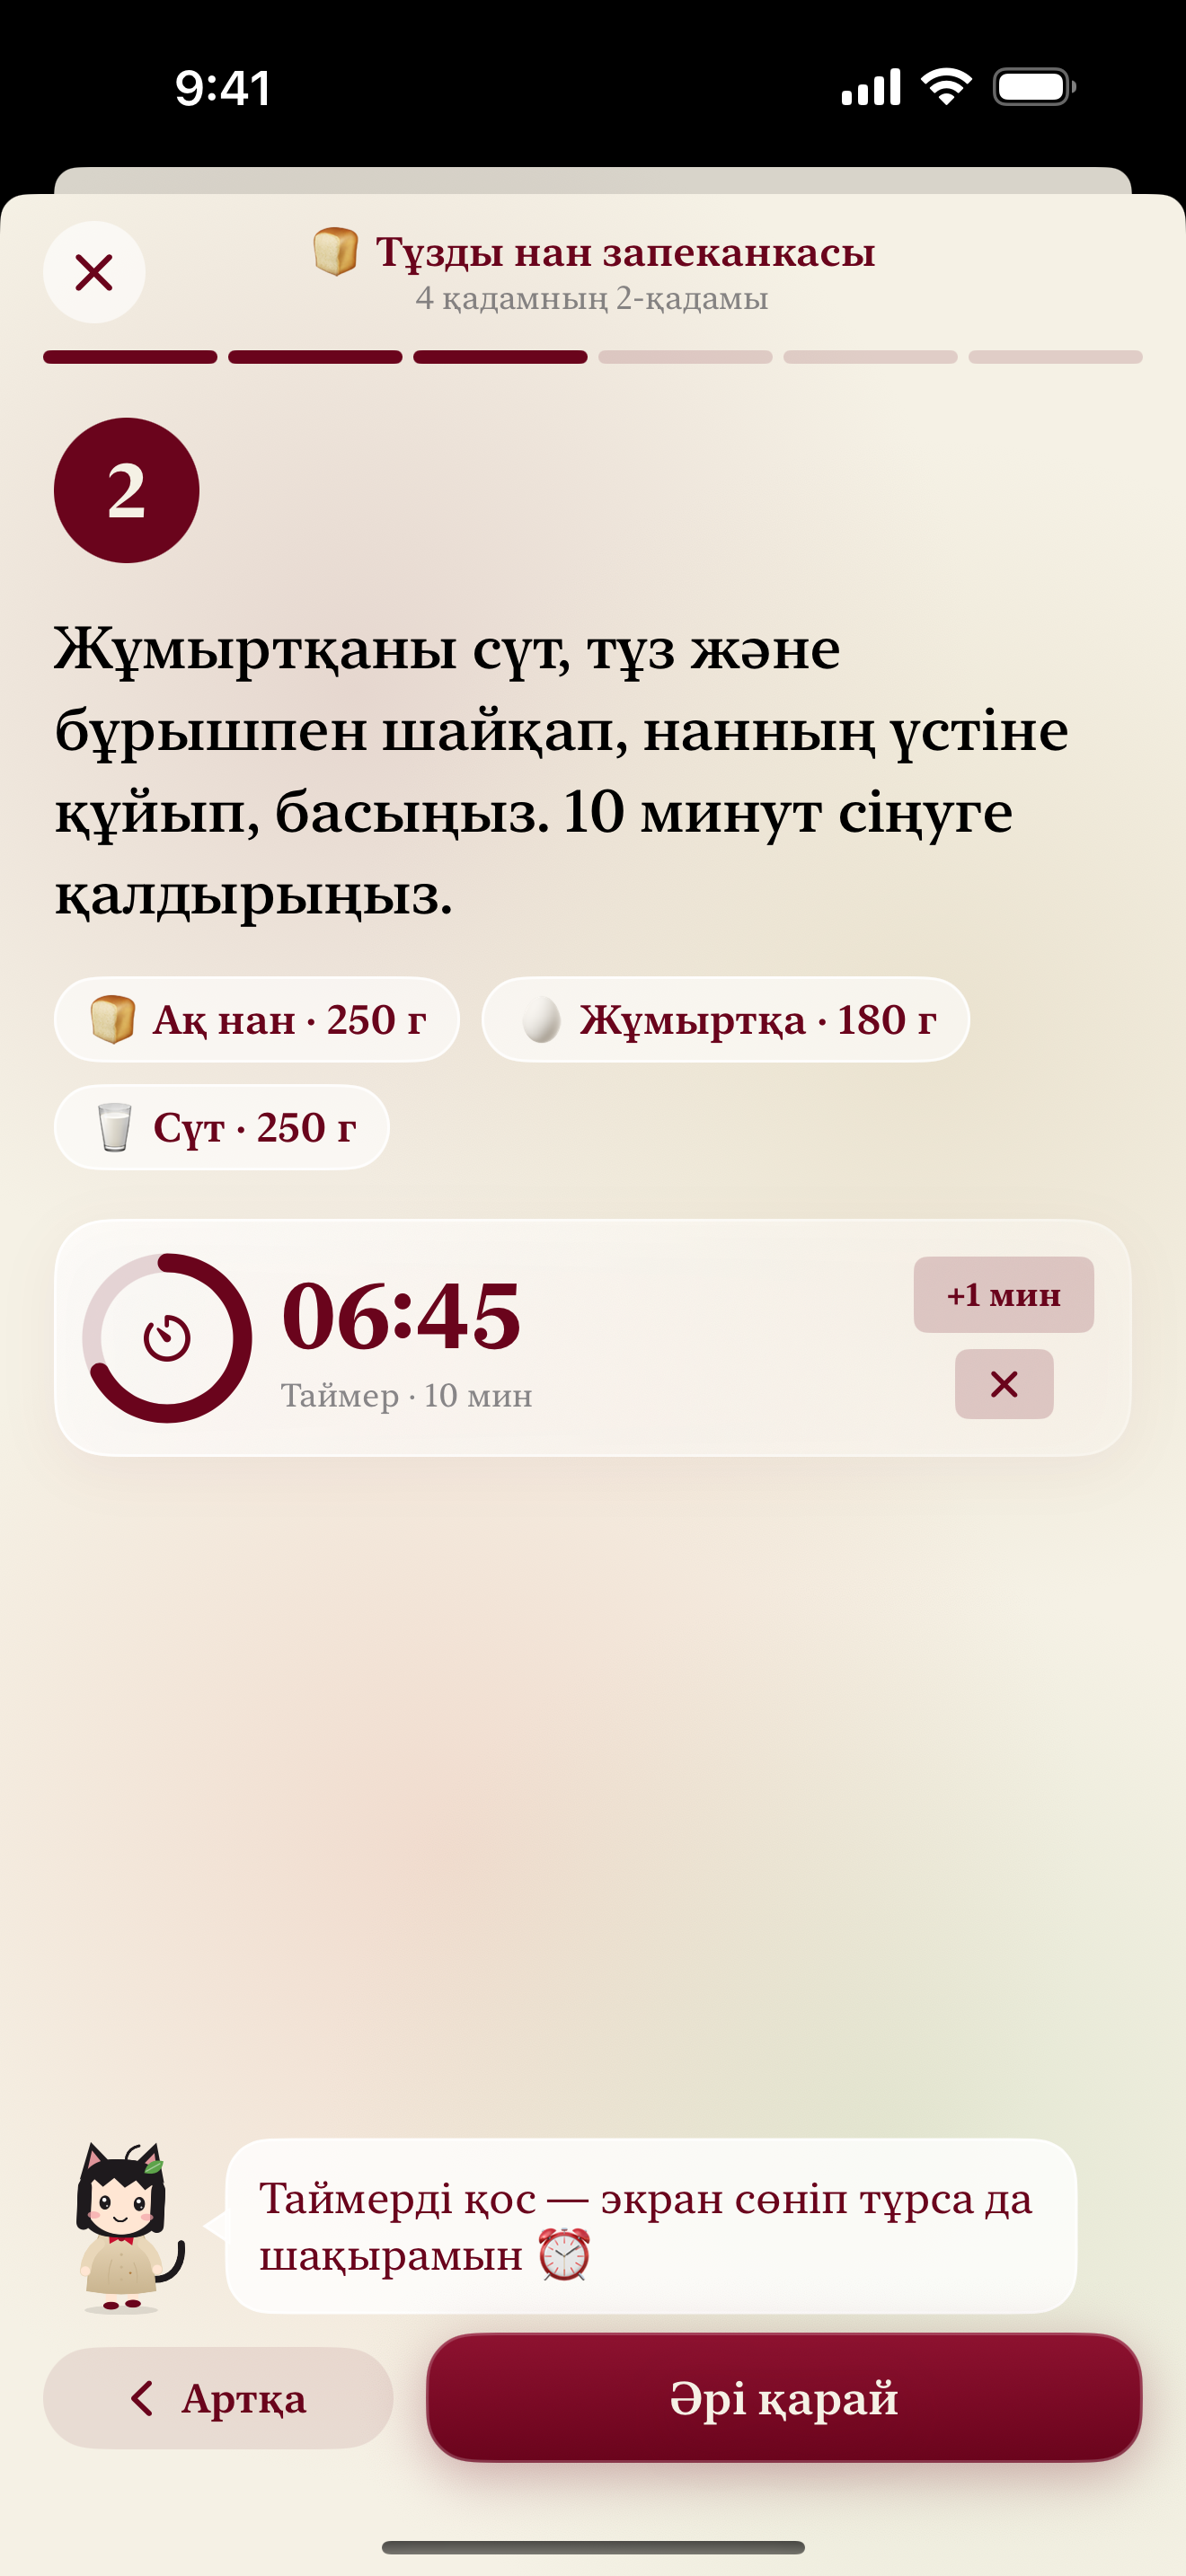 9:41
Тұзды нан запеканкасы
4 қадамның 2-қадамы
2
Жұмыртқаны сүт, тұз және
бұрышпен шайқап, нанның үстіне
құйып, басыңыз. 10 минут сіңуге
қалдырыңыз.
Ақ нан · 250 г
Жұмыртқа · 180 г
Сүт · 250 г
06:45
Таймер · 10 мин
+1 мин
Таймерді қос — экран сөніп тұрса да
шақырамын ⏰
Артқа
Әрі қарай